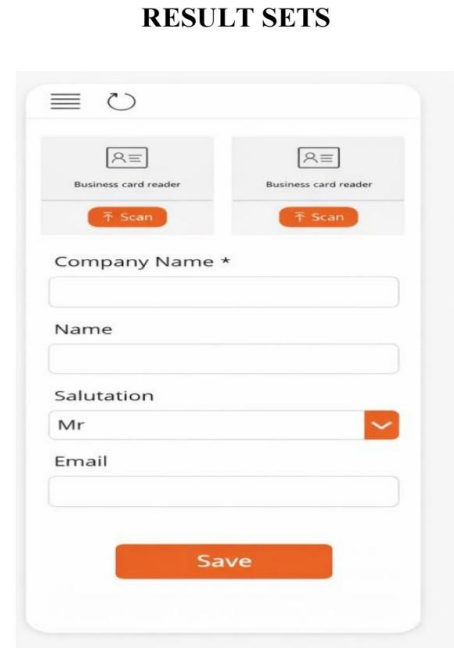 RESULT SETS
Business card reader Business card reader
Scan Scan
Company Name *
Name
Salutation
Mr
Email
Save